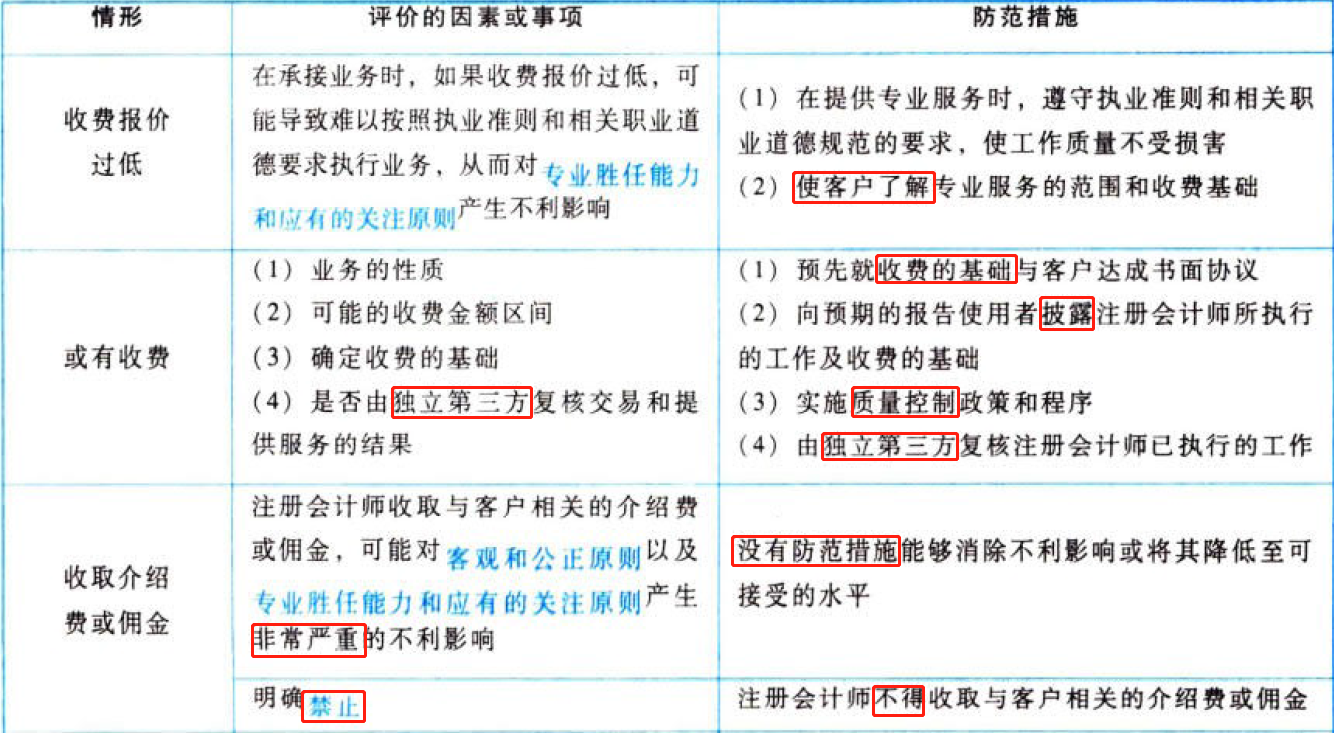 情形
评价的因素或事项
防范措施
收费报价
过低
在承接业务时，如果收费报价过低，可
能导致难以按照执业准则和相关职业道
德要求执行业务，从而对专业胜任能力
和应有的关注原则产生不利影响
（1）在提供专业服务时，遵守执业准则和相关职
业道德规范的要求，使工作质量不受损害
（2）使客户了解专业服务的范围和收费基础
或有收费
（1）业务的性质
（2）可能的收费金额区间
（3）确定收费的基础
（4）是否由独立第三方复核交易和提
供服务的结果
（1）预先就收费的基础与客户达成书面协议
（2）向预期的报告使用者披露注册会计师所执行
的工作及收费的基础
（3）实施质量控制政策和程序
（4）由独立第三方复核注册会计师已执行的工作
收取介绍
费或佣金
注册会计师收取与客户相关的介绍费
或佣金，可能对客观和公正原则以及
专业胜任能力和应有的关注原则产生
非常严重的不利影响
没有防范措施能够消除不利影响或将其降低至可
接受的水平
明确禁止
注册会计师不得收取与客户相关的介绍费或佣金